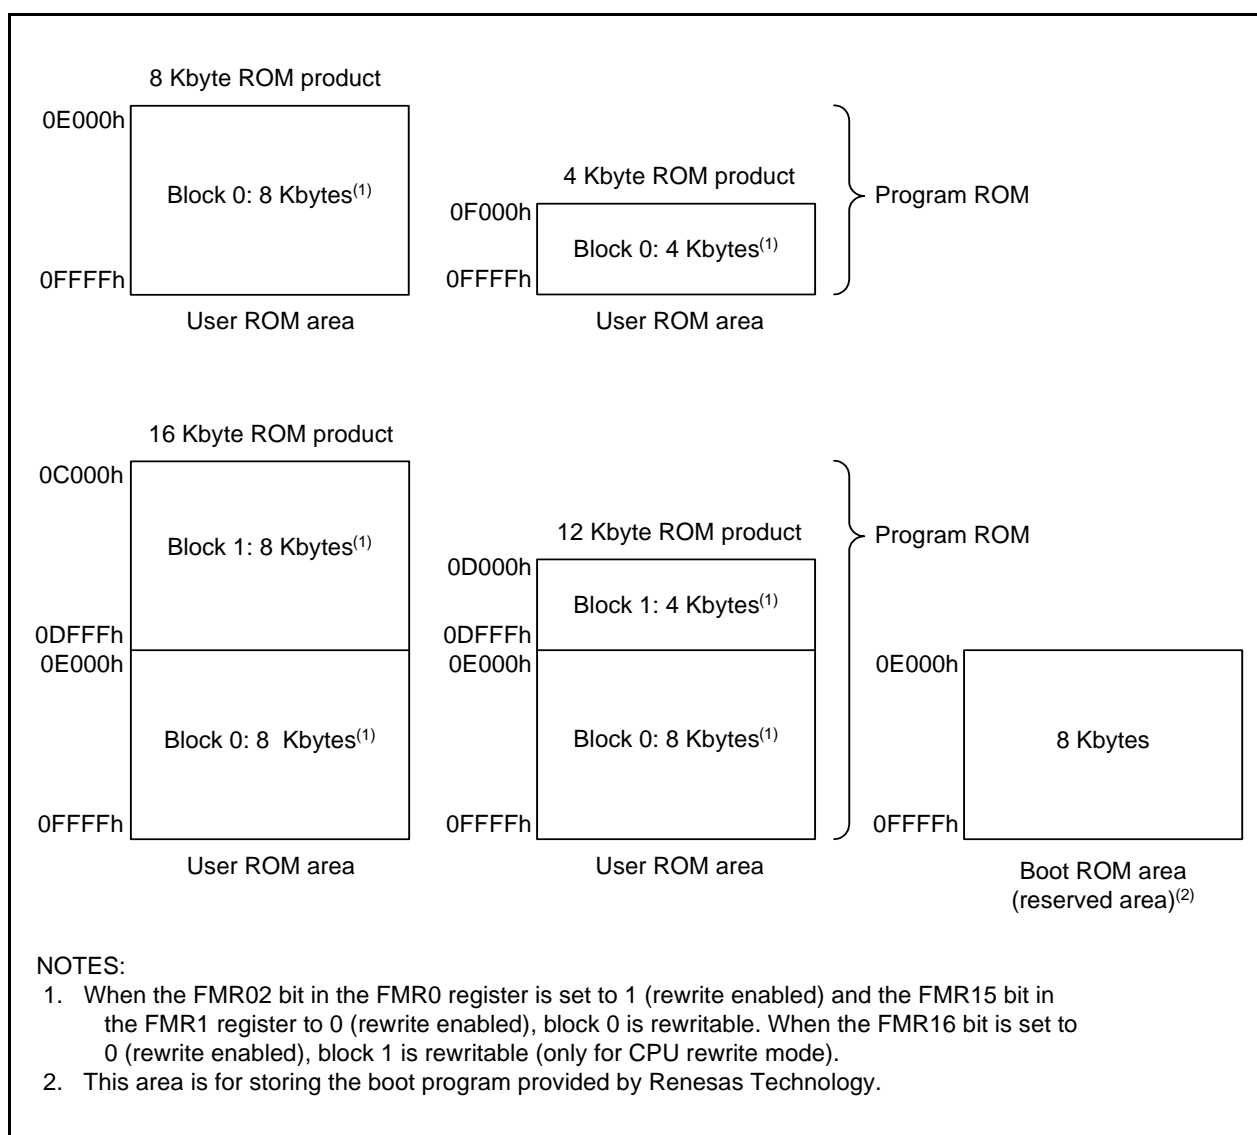 8 Kbyte ROM product
0E000h
Block 0: 8 Kbytes(1)
0FFFFh
User ROM area
4 Kbyte ROM product
0F000h
Block 0: 4 Kbytes(1)
0FFFFh
User ROM area
Program ROM
16 Kbyte ROM product
0C000h
Block 1: 8 Kbytes(1)
0DFFFh
0E000h
Block 0: 8 Kbytes(1)
0FFFFh
User ROM area
12 Kbyte ROM product
0D000h
Block 1: 4 Kbytes(1)
0DFFFh
0E000h
Block 0: 8 Kbytes(1)
0FFFFh
User ROM area
Program ROM
0E000h
8 Kbytes
0FFFFh
Boot ROM area
(reserved area)(2)
NOTES:
1. When the FMR02 bit in the FMR0 register is set to 1 (rewrite enabled) and the FMR15 bit in
the FMR1 register to 0 (rewrite enabled), block 0 is rewritable. When the FMR16 bit is set to
0 (rewrite enabled), block 1 is rewritable (only for CPU rewrite mode).
2. This area is for storing the boot program provided by Renesas Technology.